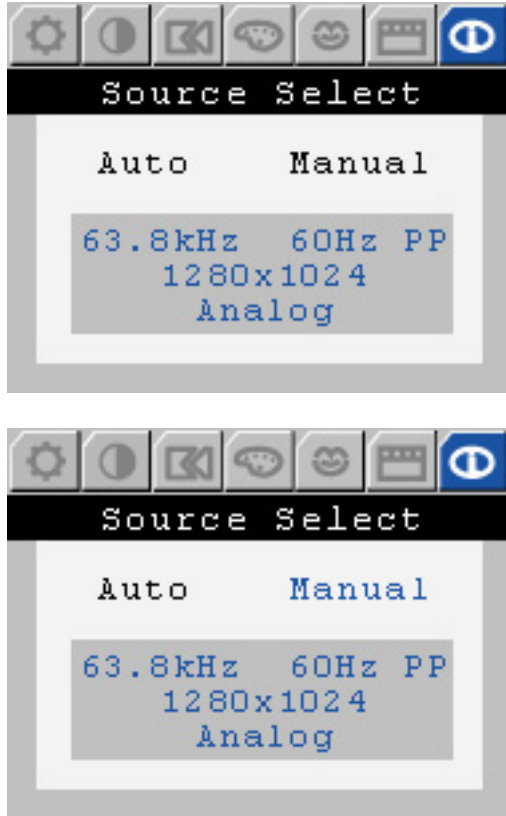 Source Select
Auto Manual
63.8kHz 60Hz PP
1280x1024
Analog
Source Select
Auto Manual
63.8kHz 60Hz PP
1280x1024
Analog